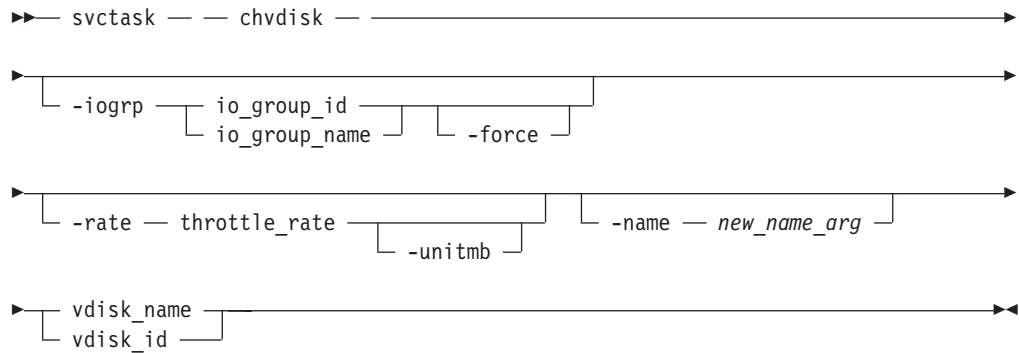 svctask chvdisk
-iogrp io_group_id
io_group_name -force
-rate throttle_rate -name new_name_arg
-unitmb
vdisk_name
vdisk_id